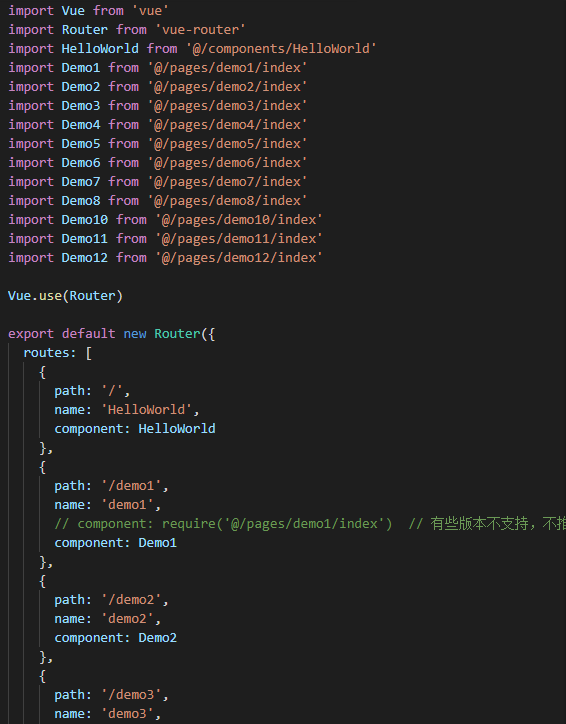 import Vue from 'vue'
import Router from 'vue-router'
import HelloWorld from '@/components/HelloWorld'
import Demo1 from '@/pages/demo1/index'
import Demo2 from '@/pages/demo2/index'
import Demo3 from '@/pages/demo3/index'
import Demo4 from '@/pages/demo4/index'
import Demo5 from '@/pages/demo5/index'
import Demo6 from '@/pages/demo6/index'
import Demo7 from '@/pages/demo7/index'
import Demo8 from '@/pages/demo8/index'
import Demo10 from '@/pages/demo10/index'
import Demo11 from '@/pages/demo11/index'
import Demo12 from '@/pages/demo12/index'
Vue.use(Router)
export default new Router({
routes: [
{
path: '/',
name: 'HelloWorld',
component: HelloWorld
},
{
path: '/demo1',
name: 'demo1',
// component: require('@/pages/demo1/index')  // 有些版本不支持，不
component: Demo1
},
{
path: '/demo2',
name: 'demo2',
component: Demo2
},
{
path: '/demo3',
name: 'demo3',